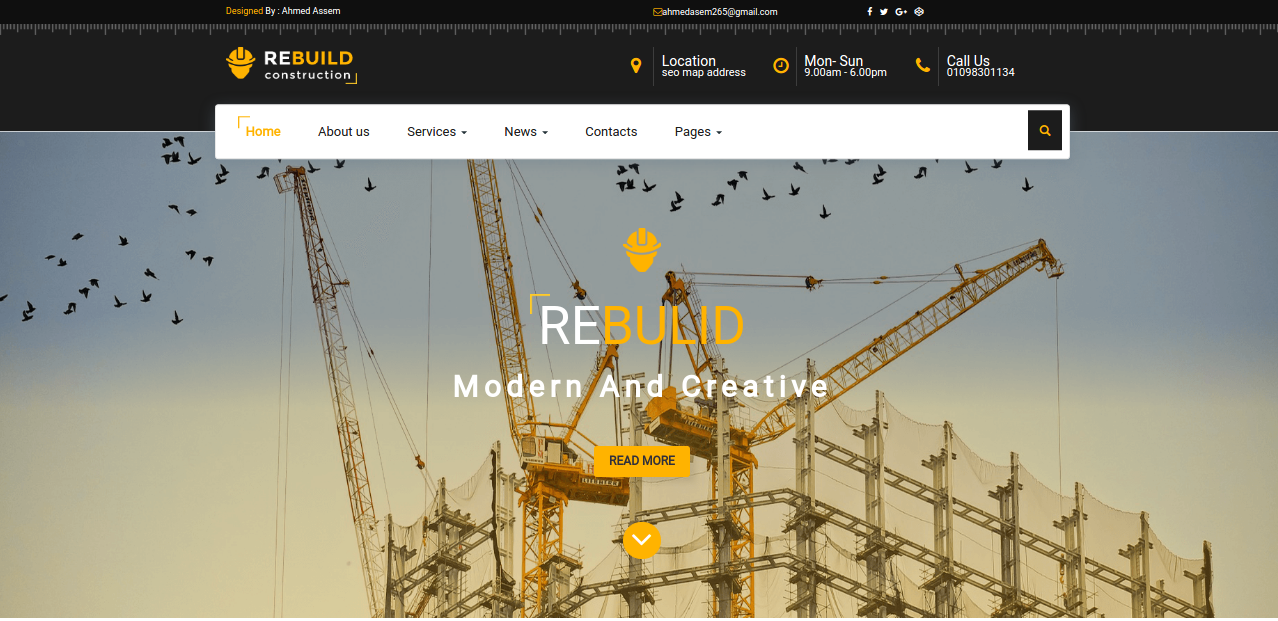 Designed By : Ahmed Assem
ahmedasem265@gmail.com
REBUILD
construction
Location
seo map address
Mon- Sun
9.00am - 6.00pm
Call Us
01098301134
Home About us Services News Contacts Pages
REBULID
Modern And Creative
READ MORE